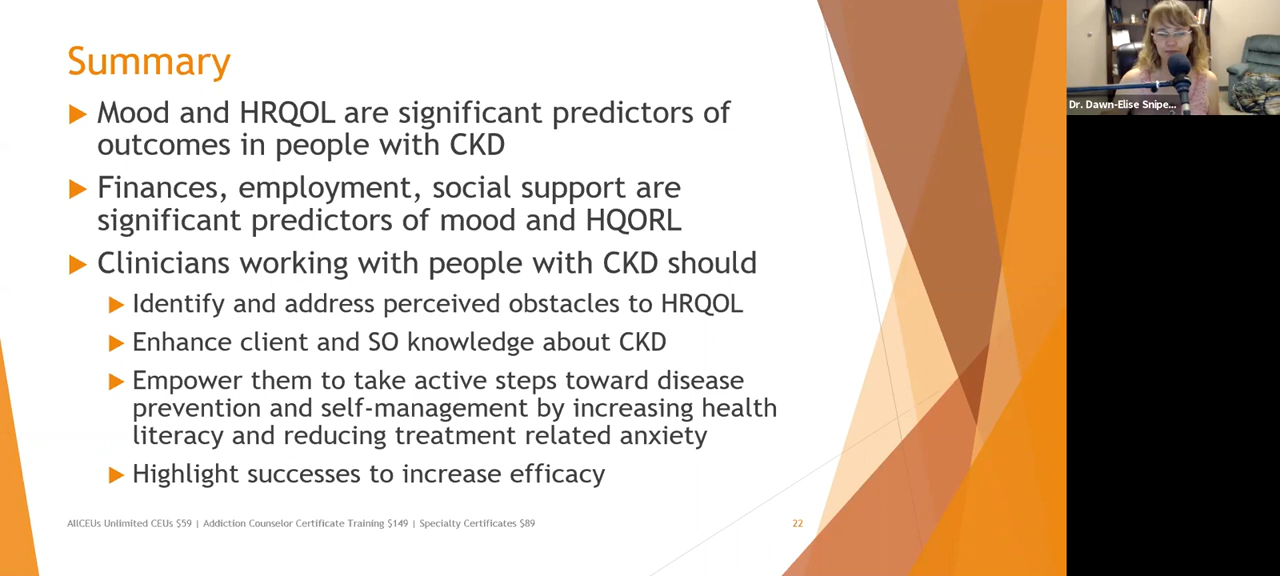 Summary
Mood and HRQOL are significant predictors of
outcomes in people with CKD
Finances, employment, social support are
significant predictors of mood and HQORL
Clinicians working with people with CKD should
Identify and address perceived obstacles to HRQOL
Enhance client and SO knowledge about CKD
Empower them to take active steps toward disease
prevention and self-management by increasing health
literacy and reducing treatment related anxiety
Highlight successes to increase efficacy
AllCEUs Unlimited CEUs $59 | Addiction Counselor Certificate Training $149 | Specialty Certificates $89
22
Dr. Dawn-Elise Snipe...